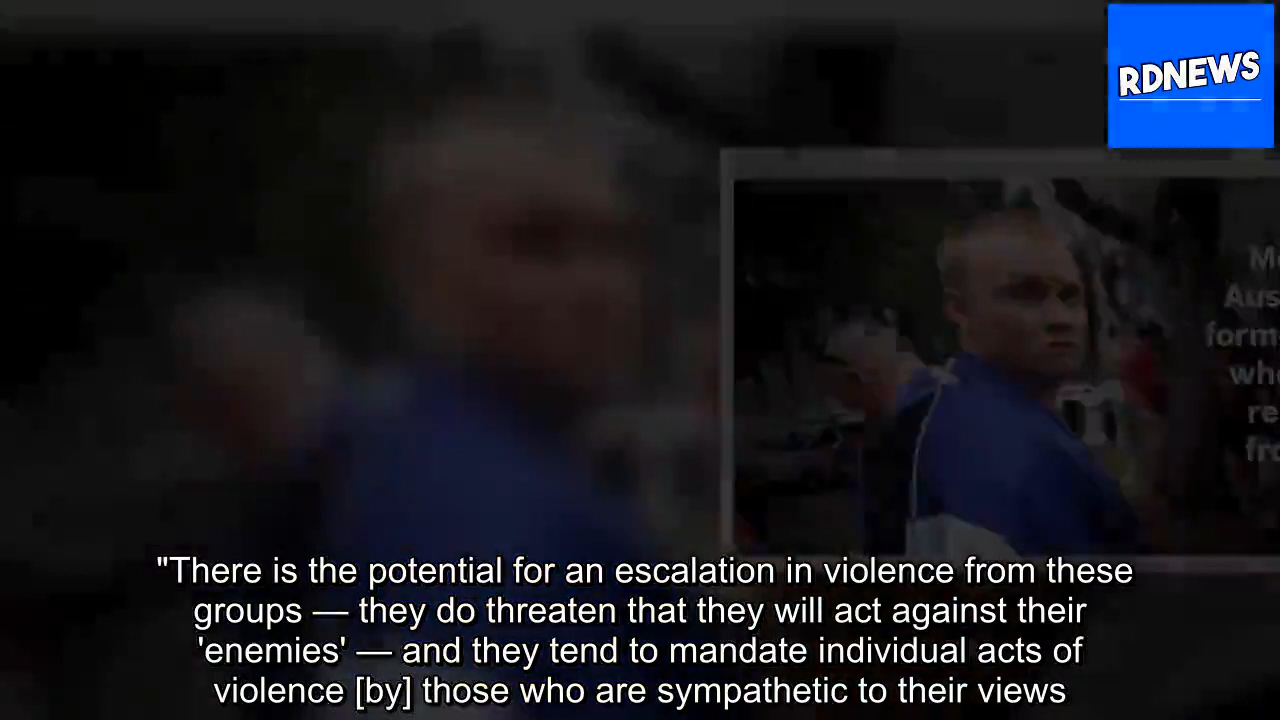 RDNEWS
"There is the potential for an escalation in violence from these
groups — they do threaten that they will act against their
'enemies' — and they tend to mandate individual acts of
violence [by] those who are sympathetic to their views